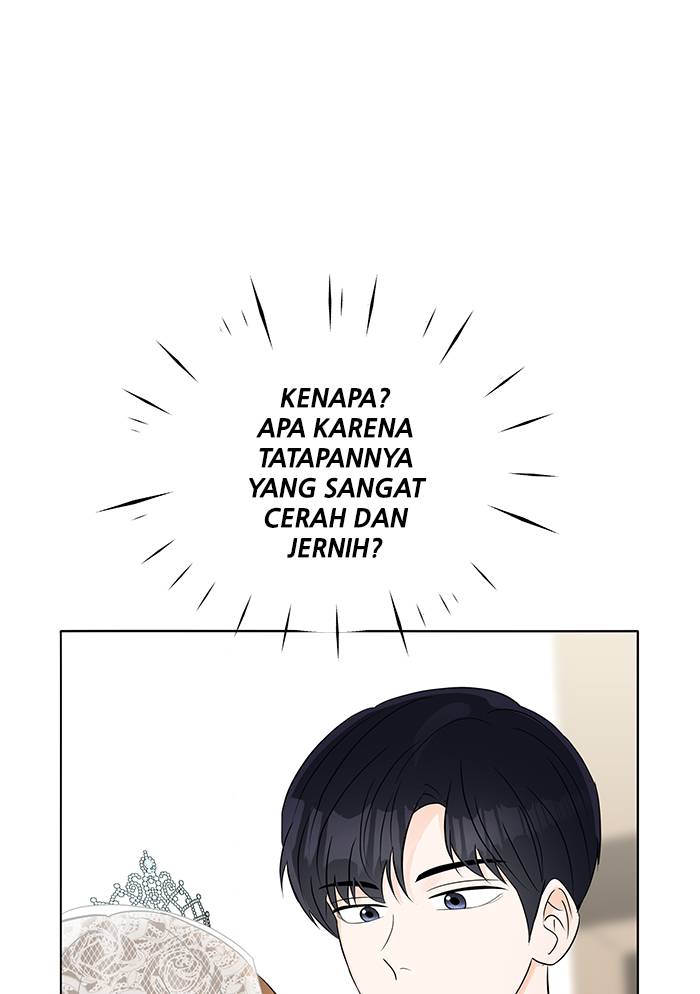 KENAPA?
APA KARENA
TATAPANNYA
YANG SANGAT
CERAH DAN
JERNIH?